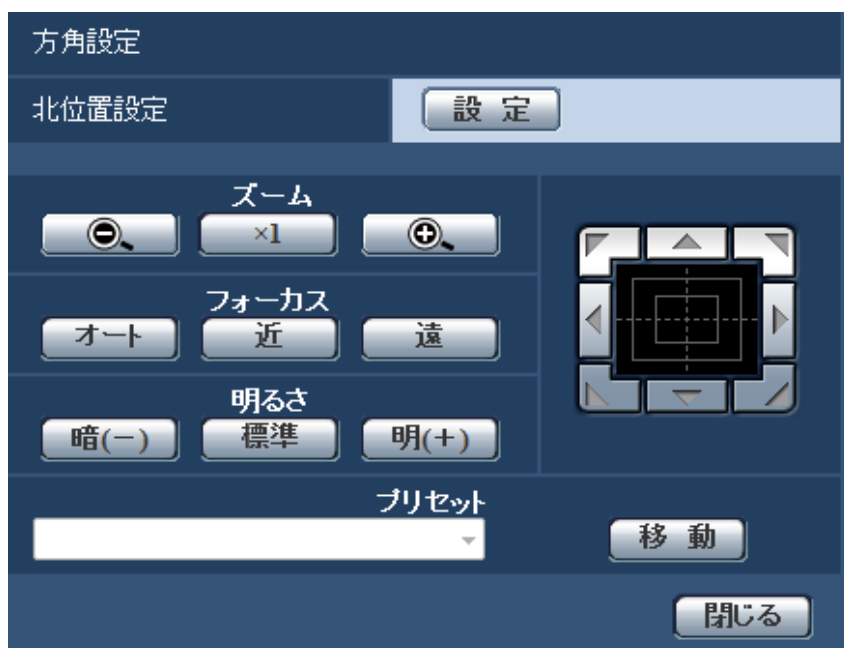 方角設定
北位置設定
設 定
ズーム
×1
フォーカス
オート
近
遠
明るさ
暗(－)
標準
明(＋)
プリセット
移 動
閉じる